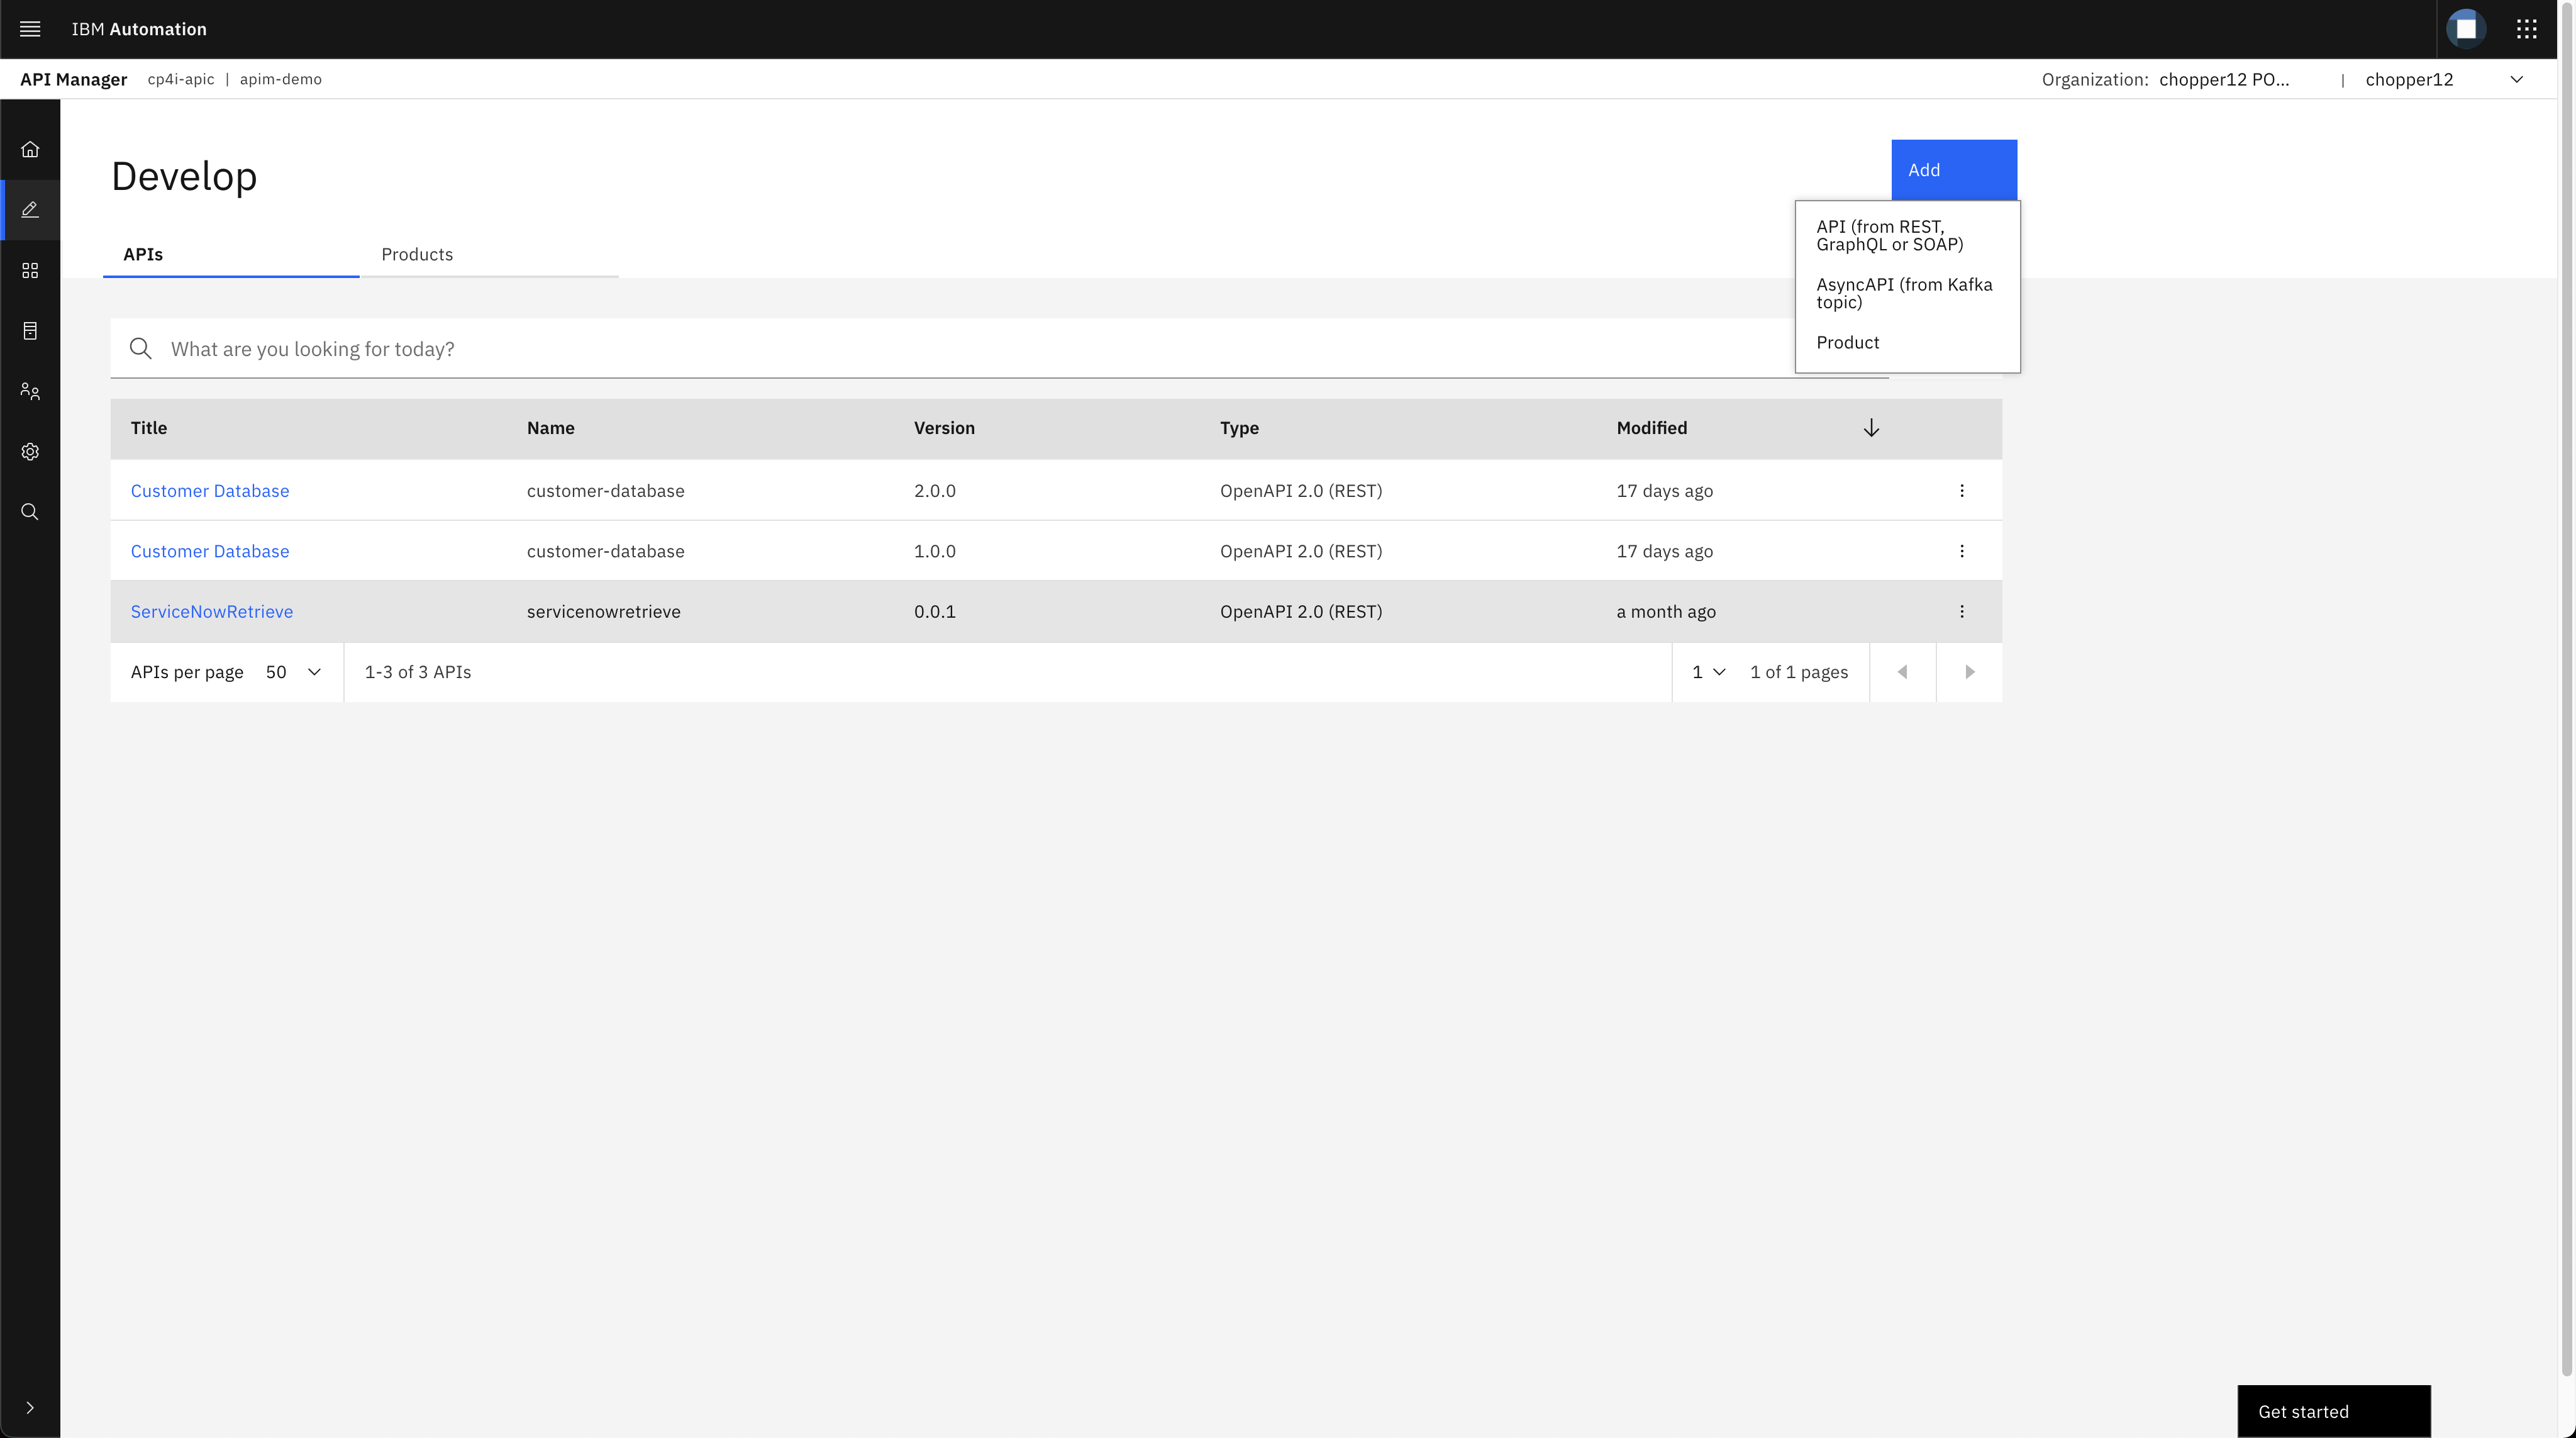 IBM Automation
API Manager cp4i-apic | apim-demo Organization: chopper12 PO... | chopper12
Develop
Add
API (from REST,
GraphQL or SOAP)
AsyncAPI (from Kafka
topic)
Product
APIs Products
What are you looking for today?
Title Name Version Type Modified
Customer Database customer-database 2.0.0 OpenAPI 2.0 (REST) 17 days ago
Customer Database customer-database 1.0.0 OpenAPI 2.0 (REST) 17 days ago
ServiceNowRetrieve servicenowretrieve 0.0.1 OpenAPI 2.0 (REST) a month ago
APIs per page 50 1-3 of 3 APIs 1 1 of 1 pages
Get started